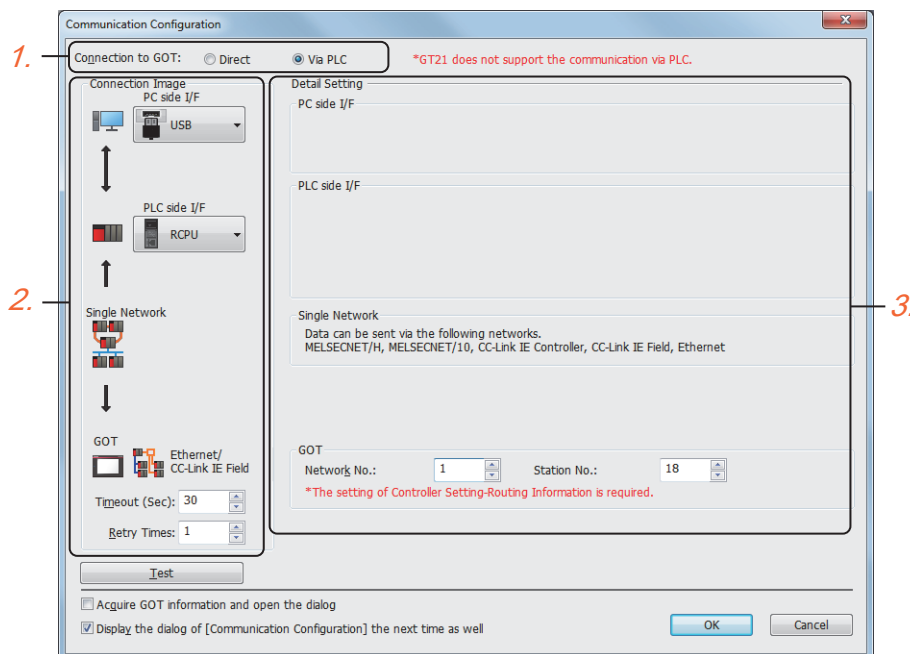 Communication Configuration
1.
Connection to GOT: Direct Via PLC *GT21 does not support the communication via PLC.
2.
Connection Image
PC side I/F
USB
PLC side I/F
RCPU
Single Network
GOT
Ethernet/
CC-Link IE Field
Timeout (Sec): 30
Retry Times: 1
3.
Detail Setting
PC side I/F
PLC side I/F
Single Network
Data can be sent via the following networks.
MELSECNET/H, MELSECNET/10, CC-Link IE Controller, CC-Link IE Field, Ethernet
GOT
Network No.: 1 Station No.: 18
*The setting of Controller Setting-Routing Information is required.
Test
Acquire GOT information and open the dialog
Display the dialog of [Communication Configuration] the next time as well
OK Cancel